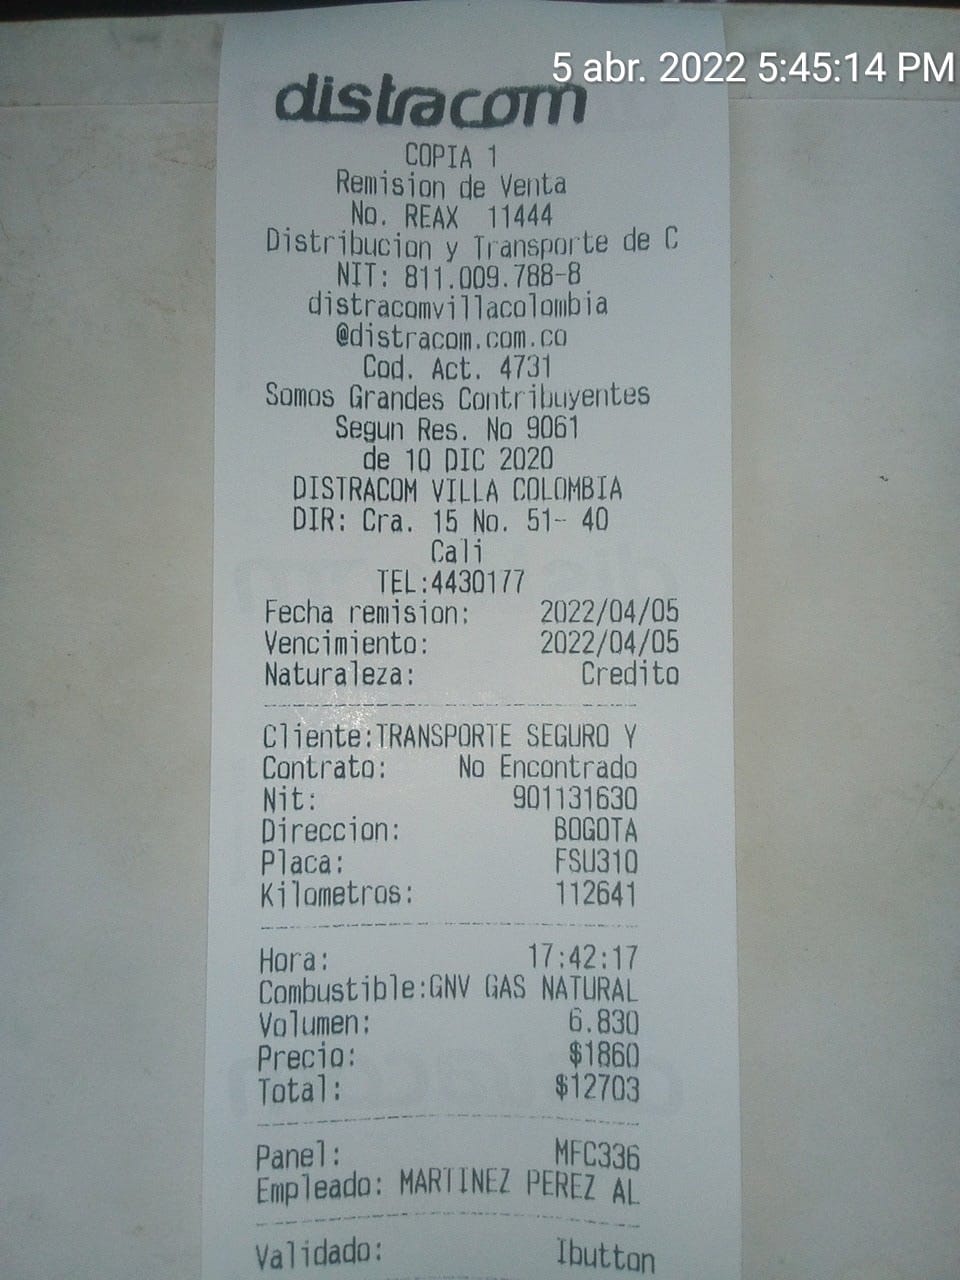 5 abr. 2022 5:45:14 PM
distracom
COPIA 1
Remision de Venta
No. REAX 11444
Distribucion y Transporte de C
NIT: 811.009.788-8
distracomvillacolombia
@distracom.com.co
Cod. Act. 4731
Somos Grandes Contribuyentes
Segun Res. No 9061
de 10 DIC 2020
DISTRACOM VILLA COLOMBIA
DIR: Cra. 15 No. 51- 40
Cali
TEL:4430177
Fecha remision: 2022/04/05
Vencimiento: 2022/04/05
Naturaleza: Credito
Cliente:TRANSPORTE SEGURO Y
Contrato: No Encontrado
Nit: 901131630
Direccion: BOGOTA
Placa: FSU310
Kilometros: 112641
Hora: 17:42:17
Combustible:GNV GAS NATURAL
Volumen: 6.830
Precio: $1860
Total: $12703
Panel: MFC336
Empleado: MARTINEZ PEREZ AL
Validado: Ibutton